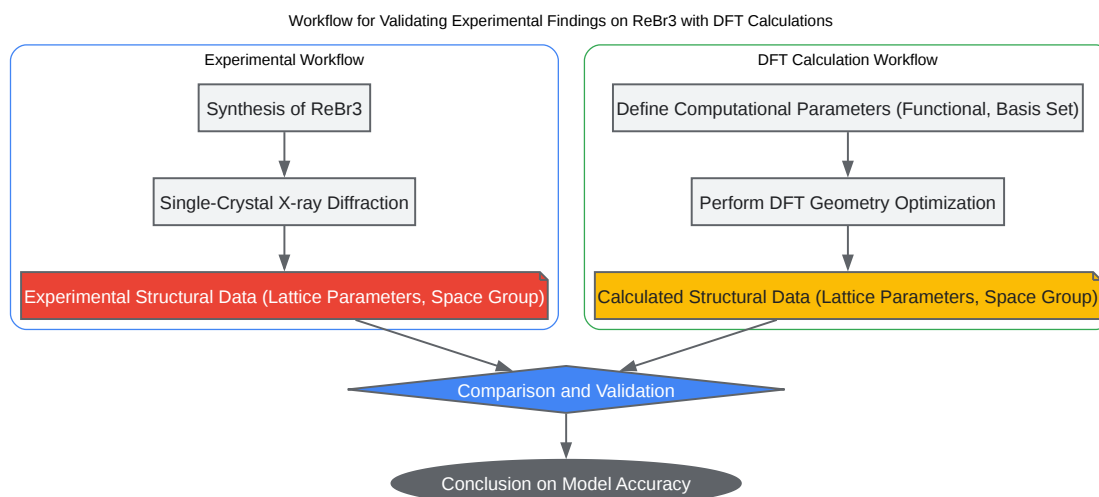 Workflow for Validating Experimental Findings on ReBr3 with DFT Calculations
Experimental Workflow
Synthesis of ReBr3
Single-Crystal X-ray Diffraction
Experimental Structural Data (Lattice Parameters, Space Group)
DFT Calculation Workflow
Define Computational Parameters (Functional, Basis Set)
Perform DFT Geometry Optimization
Calculated Structural Data (Lattice Parameters, Space Group)
Comparison and Validation
Conclusion on Model Accuracy